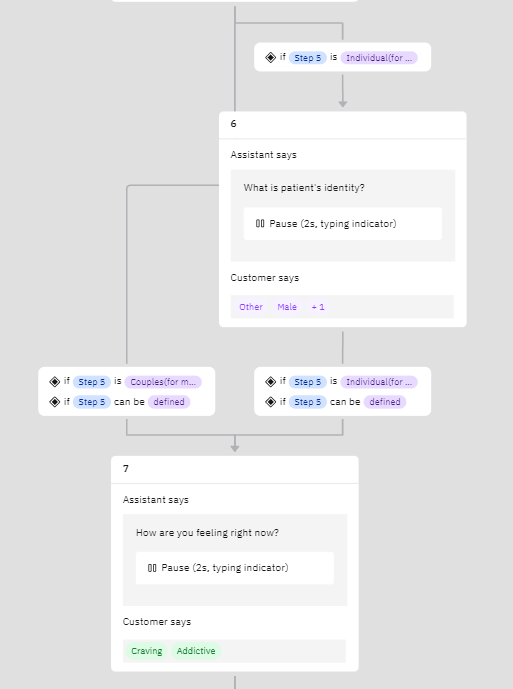 if Step 5 is Individual(for ...
6
Assistant says
What is patient's identity?
Pause (2s, typing indicator)
Customer says
Other Male + 1
if Step 5 is Couples(for m...
if Step 5 can be defined
if Step 5 is Individual(for ...
if Step 5 can be defined
7
Assistant says
How are you feeling right now?
Pause (2s, typing indicator)
Customer says
Craving Addictive